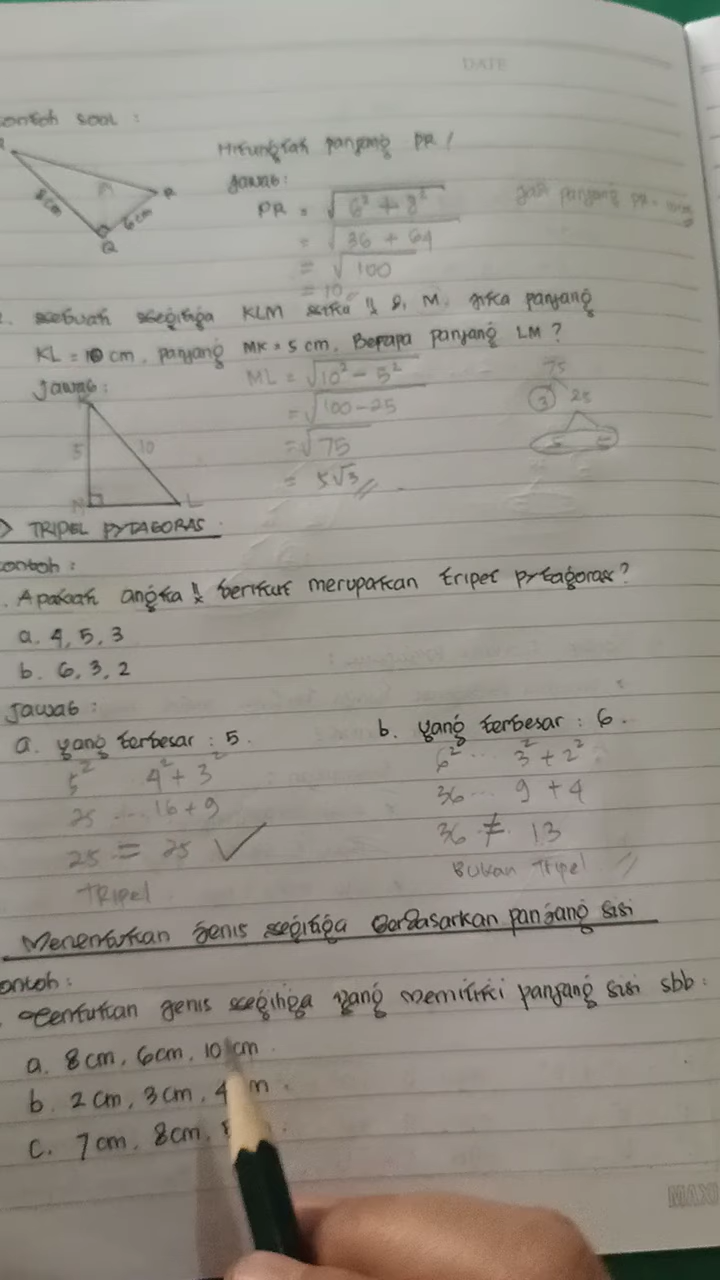 DATE
ontoh soal :
Hitunglah panjang PR !
Jawab :
PR = √6² + 8²
jadi panjang PR =
= √36 + 64
= √100
= 10
8 cm
6 cm
R
Q
. sebuah segitiga KLM siku" di M. jika panjang
KL = 10 cm, panjang MK = 5 cm. Berapa panjang LM ?
Jawab :
ML = √10² - 5²
= √100 - 25
= √75
= 5√3 //
75
3 25
K
5
10
M
L
> TRIPEL PYTAGORAS
ontoh :
. Apakah angka" berikut merupakan tripel pytagoras ?
a. 4, 5, 3
b. 6, 3, 2
Jawab :
a. yang terbesar : 5.
5² 4² + 3²
25 ... 16 + 9
25 = 25 ✓
TRIPEL
b. yang terbesar : 6.
6² ... 3² + 2²
36 ... 9 + 4
36 ≠ 13
BUKAN Tripel //
Menentukan jenis segitiga berdasarkan panjang sisi
ontoh :
. tentukan jenis segitiga yang memiliki panjang sisi sbb :
a. 8 cm, 6 cm, 10 cm.
b. 2 cm, 3 cm, 4 m.
c. 7 cm, 8 cm,